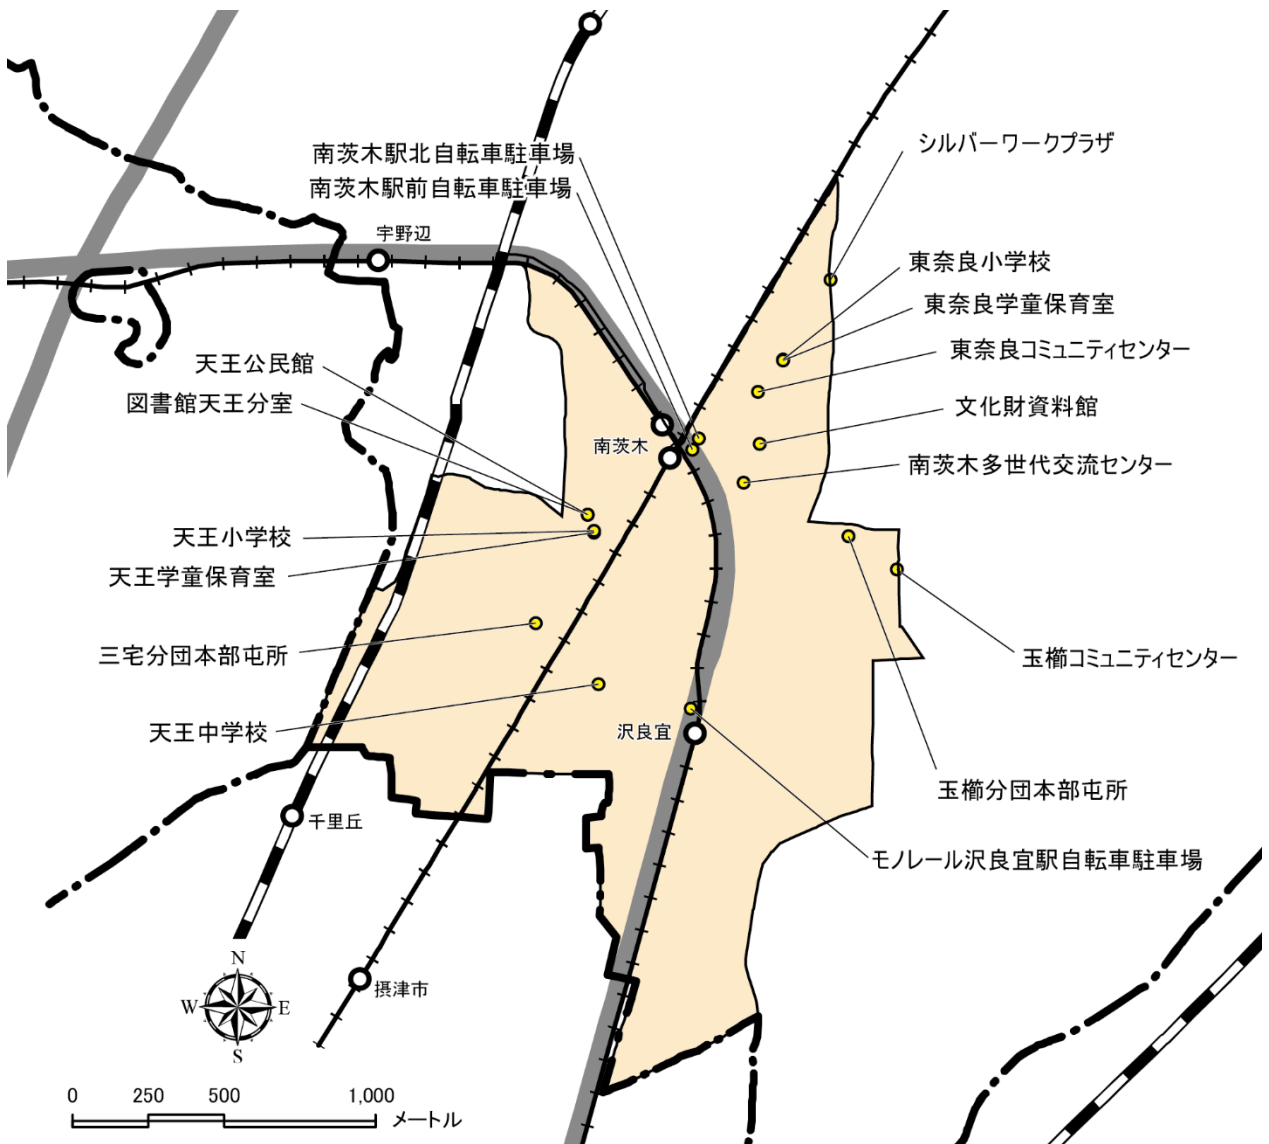 南茨木駅北自転車駐車場
南茨木駅前自転車駐車場
シルバーワークプラザ
宇野辺
東奈良小学校
東奈良学童保育室
東奈良コミュニティセンター
天王公民館
図書館天王分室
文化財資料館
南茨木
南茨木多世代交流センター
天王小学校
天王学童保育室
三宅分団本部屯所
玉櫛コミュニティセンター
天王中学校
沢良宜
玉櫛分団本部屯所
千里丘
モノレール沢良宜駅自転車駐車場
摂津市
N
W E
S
0 250 500 1,000
メートル